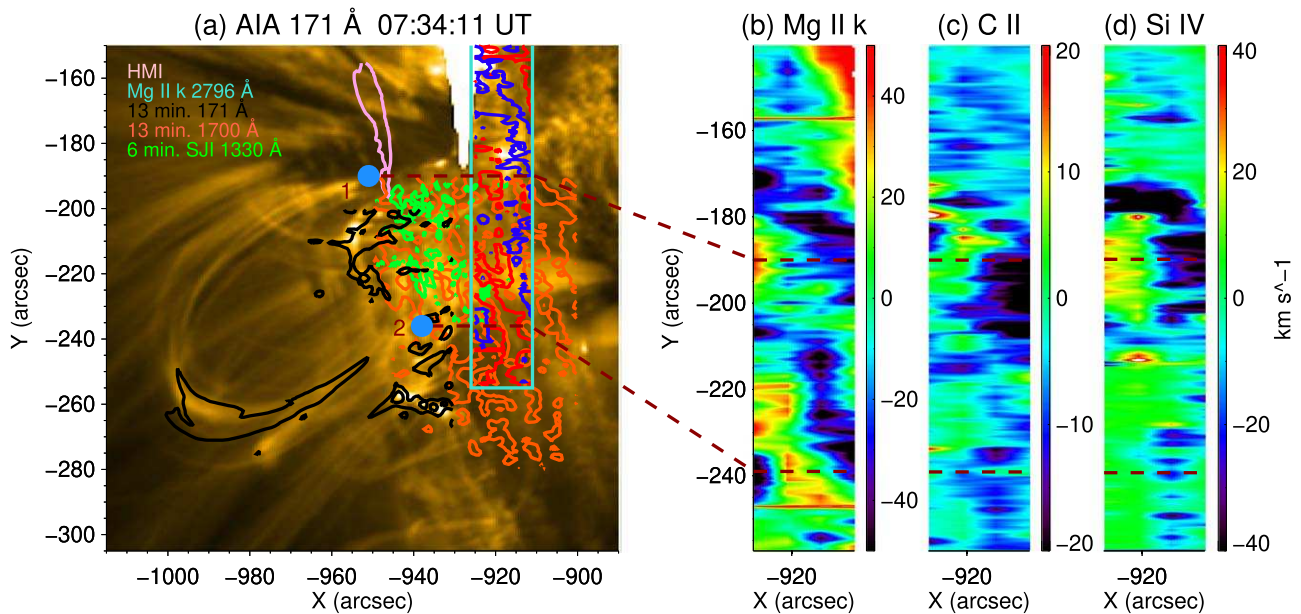 (a) AIA 171 Å 07:34:11 UT
(b) Mg II k
(c) C II
(d) Si IV
HMI
Mg II k 2796 Å
13 min. 171 Å
13 min. 1700 Å
6 min. SJI 1330 Å
1
2
Y (arcsec)
−160
−180
−200
−220
−240
−260
−280
−300
−1000
−980
−960
−940
−920
−900
X (arcsec)
Y (arcsec)
−160
−180
−200
−220
−240
−920
X (arcsec)
40
20
0
−20
−40
−920
X (arcsec)
20
10
0
−10
−20
−920
X (arcsec)
40
20
0
−20
−40
km s^−1